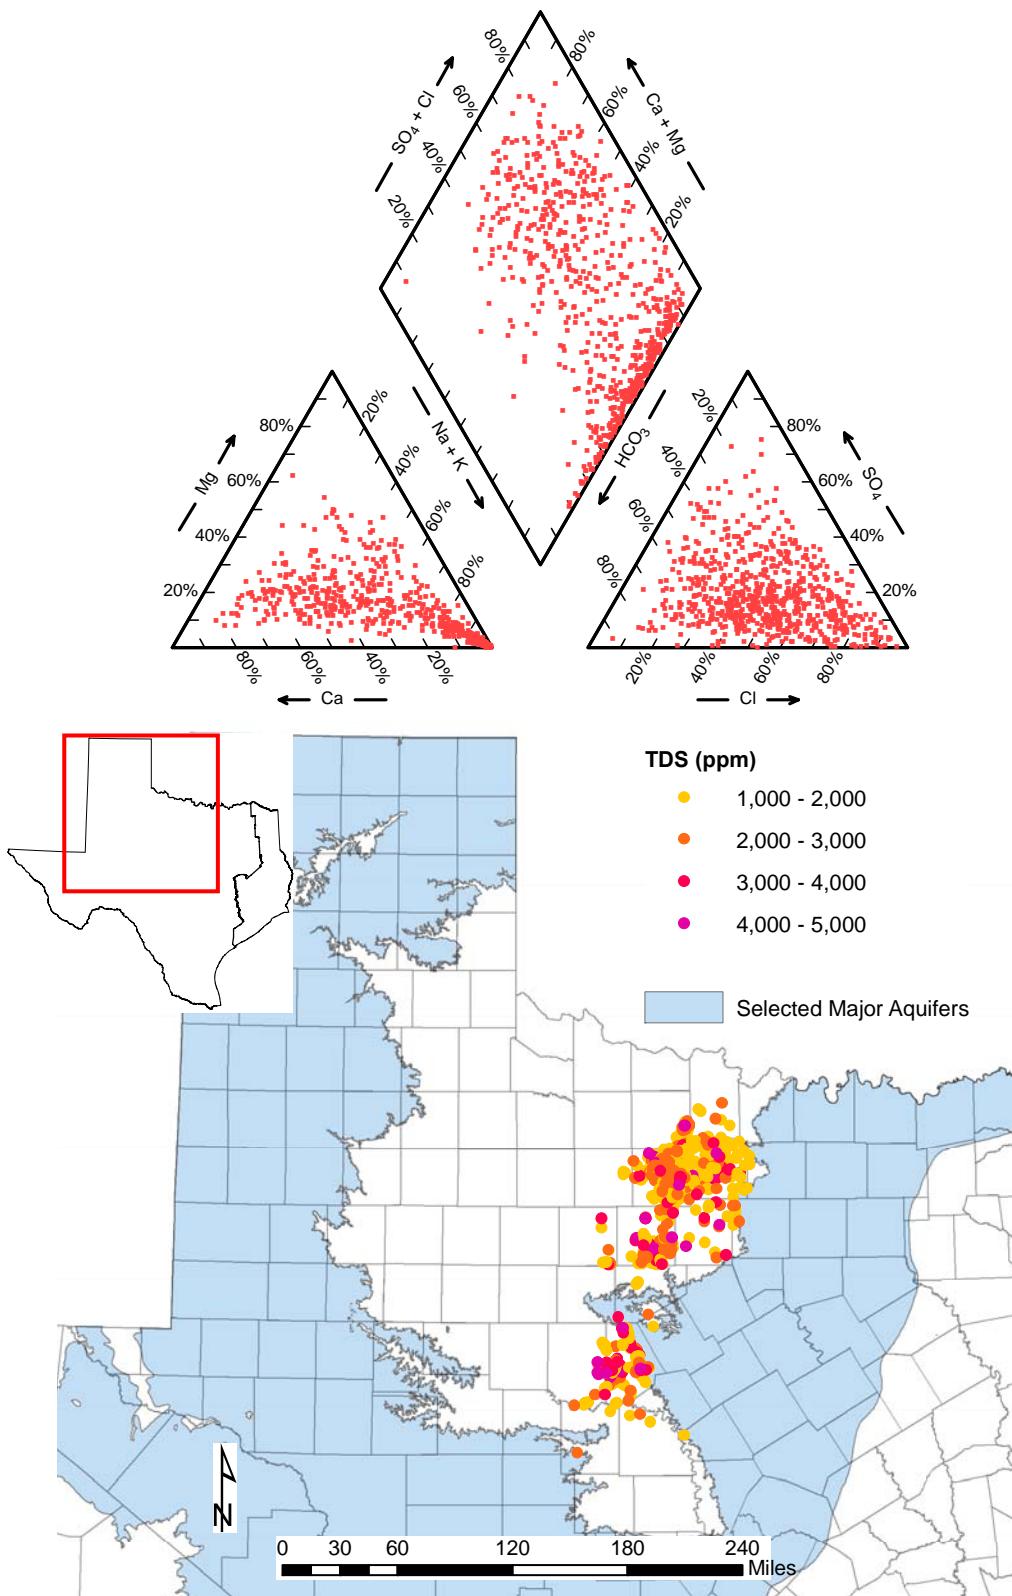 80%
80%
60%
60%
40%
40%
20%
20%
SO4 + Cl
Ca + Mg
Na + K
HCO3
80%
60%
40%
20%
20%
40%
60%
80%
Mg
80%
60%
40%
20%
Ca
20%
40%
60%
80%
80%
60%
40%
20%
SO4
20%
40%
60%
80%
Cl
TDS (ppm)
1,000 - 2,000
2,000 - 3,000
3,000 - 4,000
4,000 - 5,000
Selected Major Aquifers
N
0 30 60 120 180 240
Miles